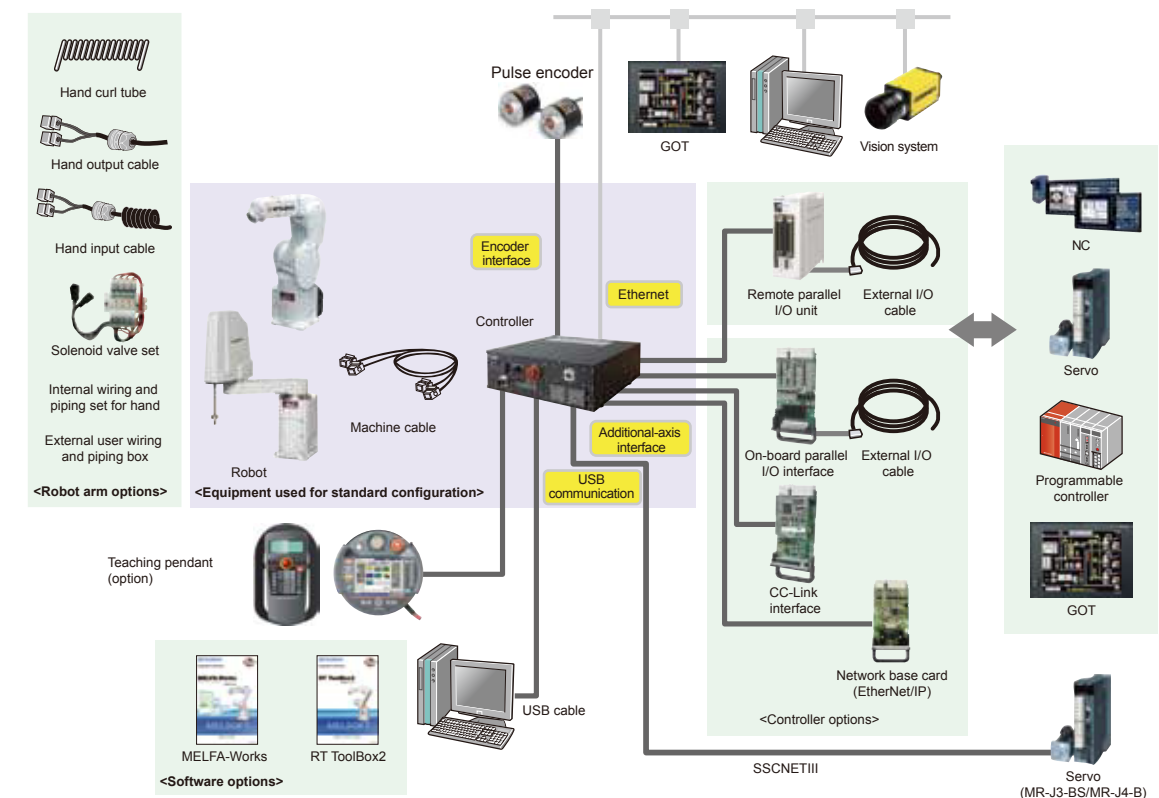 Hand curl tube
Hand output cable
Hand input cable
Solenoid valve set
Internal wiring and
piping set for hand
External user wiring
and piping box
<Robot arm options>
Pulse encoder
GOT
Vision system
Encoder
interface
Ethernet
Controller
Machine cable
Robot
Additional-axis
interface
USB
communication
<Equipment used for standard configuration>
Remote parallel
I/O unit
External I/O
cable
On-board parallel
I/O interface
External I/O
cable
CC-Link
interface
Network base card
(EtherNet/IP)
<Controller options>
NC
Servo
Programmable
controller
GOT
Teaching pendant
(option)
MELFA-Works
RT ToolBox2
MELFA-Works
RT ToolBox2
<Software options>
USB cable
SSCNETIII
Servo
(MR-J3-BS/MR-J4-B)